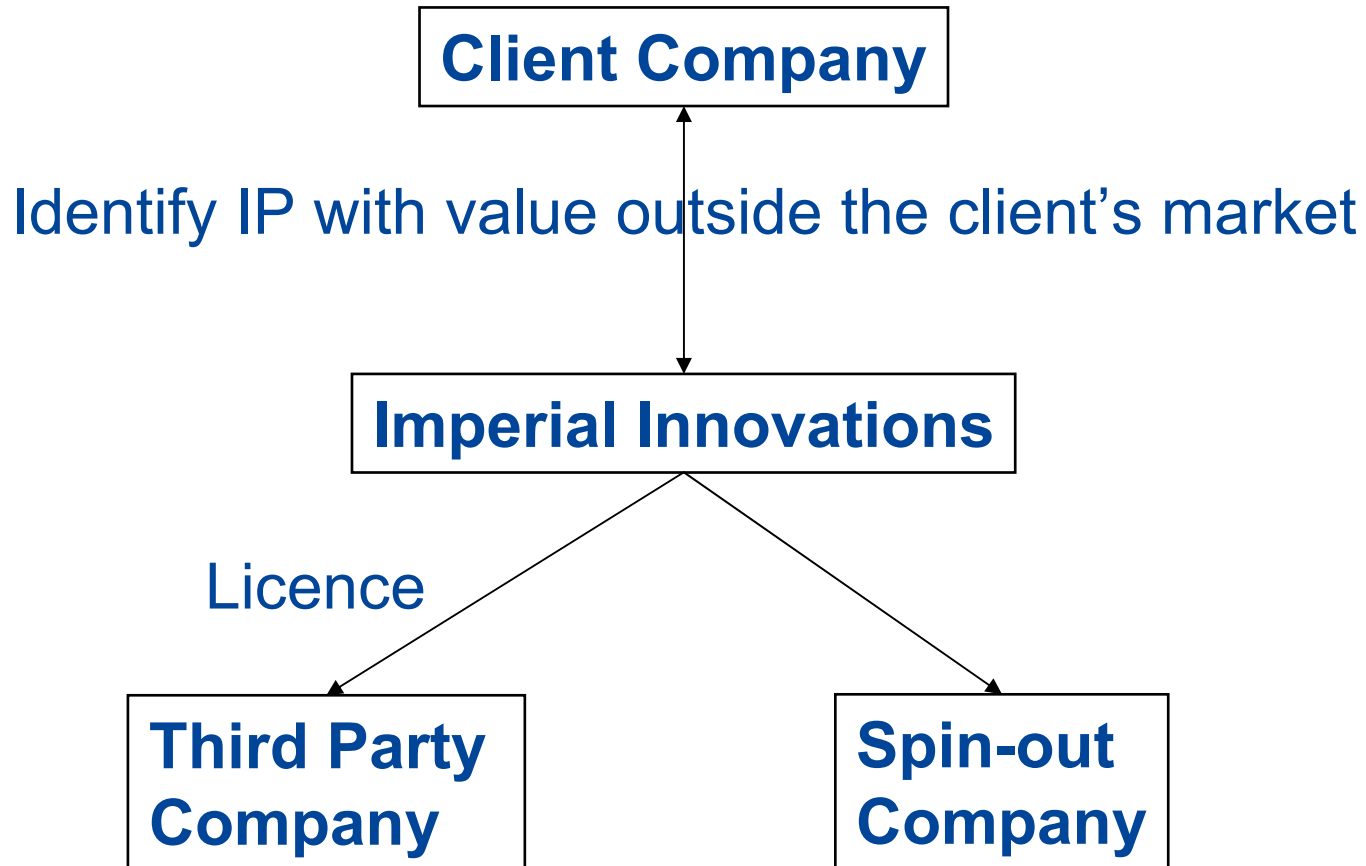 Client Company
Identify IP with value outside the client's market
Imperial Innovations
Licence
Third Party
Company
Spin-out
Company